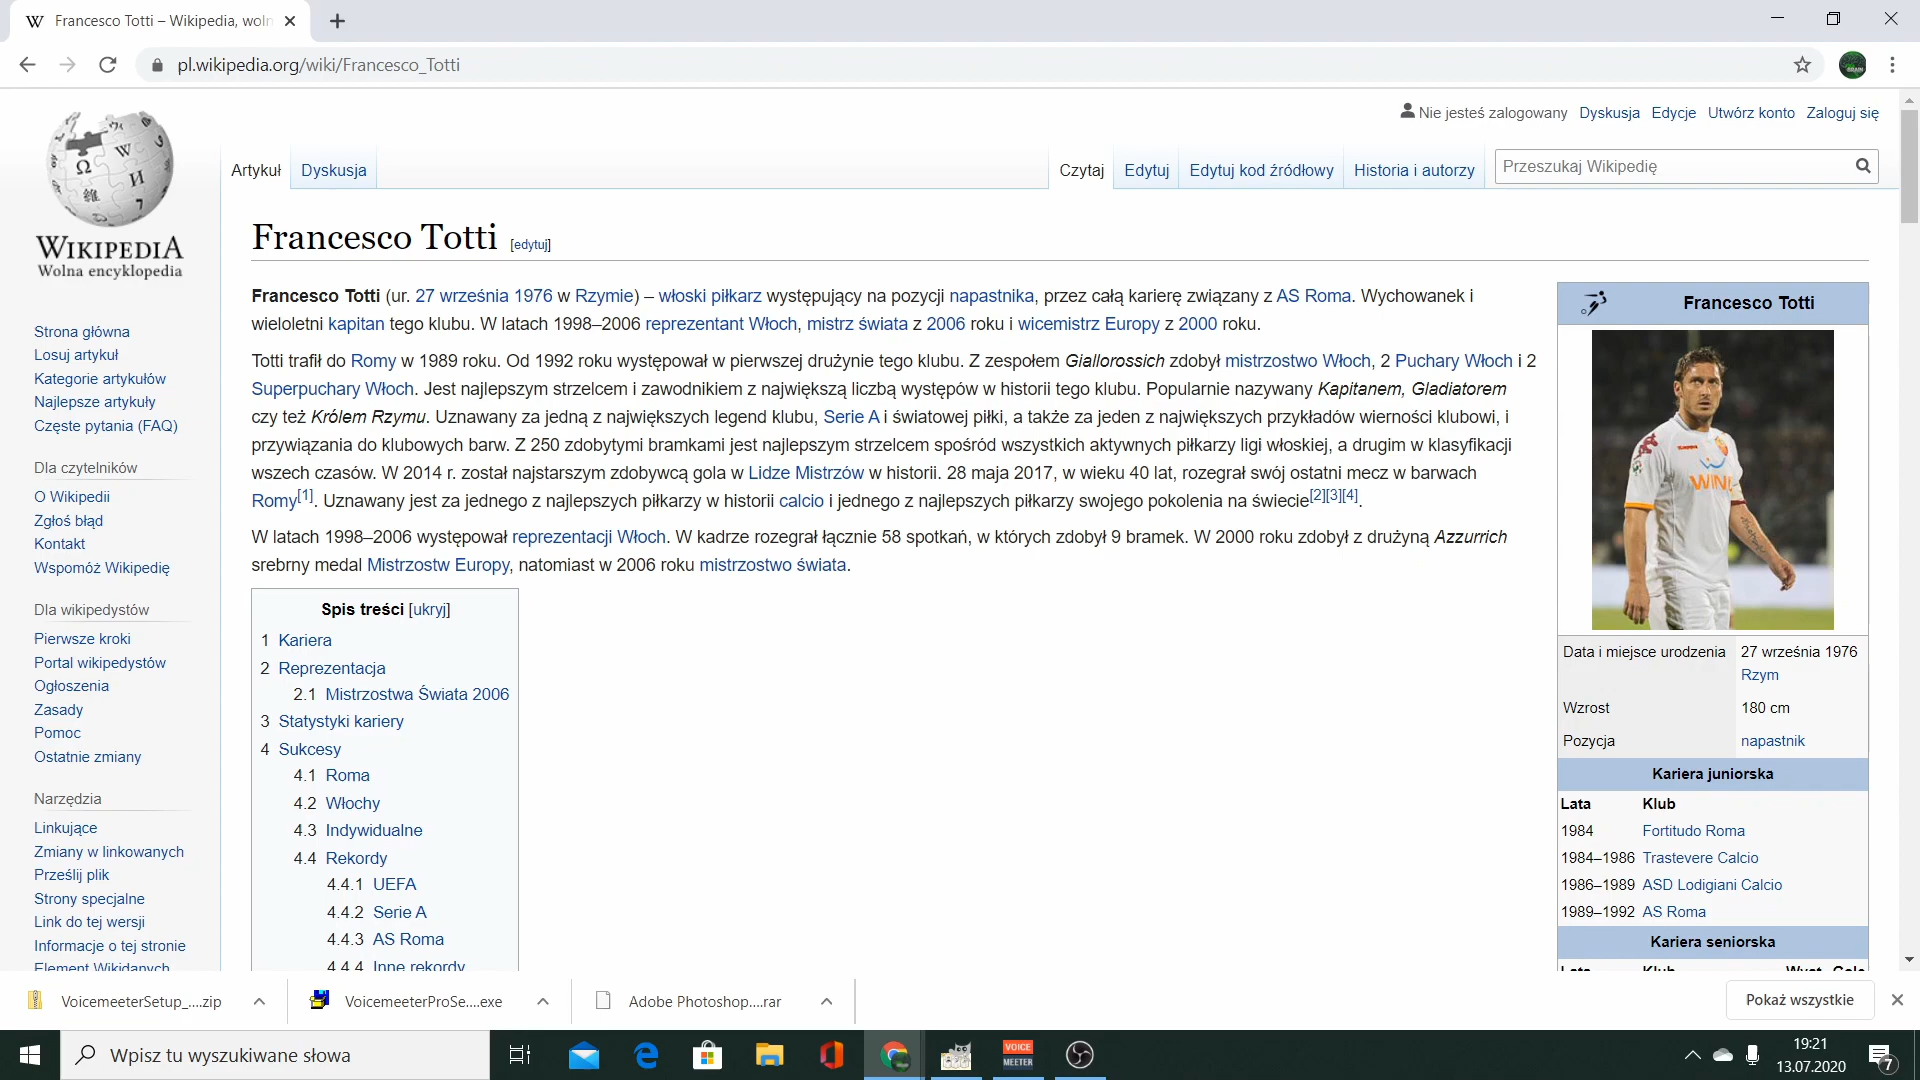 Francesco Totti – Wikipedia, woln
pl.wikipedia.org/wiki/Francesco_Totti
Nie jesteś zalogowany Dyskusja Edycje Utwórz konto Zaloguj się
Artykuł Dyskusja Czytaj Edytuj Edytuj kod źródłowy Historia i autorzy Przeszukaj Wikipedię
WIKIPEDIA
Wolna encyklopedia
Strona główna
Losuj artykuł
Kategorie artykułów
Najlepsze artykuły
Częste pytania (FAQ)
Dla czytelników
O Wikipedii
Zgłoś błąd
Kontakt
Wspomóż Wikipedię
Dla wikipedystów
Pierwsze kroki
Portal wikipedystów
Ogłoszenia
Zasady
Pomoc
Ostatnie zmiany
Narzędzia
Linkujące
Zmiany w linkowanych
Prześlij plik
Strony specjalne
Link do tej wersji
Informacje o tej stronie
Element Wikidanych
Francesco Totti [edytuj]
Francesco Totti (ur. 27 września 1976 w Rzymie) – włoski piłkarz występujący na pozycji napastnika, przez całą karierę związany z AS Roma. Wychowanek i
wieloletni kapitan tego klubu. W latach 1998–2006 reprezentant Włoch, mistrz świata z 2006 roku i wicemistrz Europy z 2000 roku.
Totti trafił do Romy w 1989 roku. Od 1992 roku występował w pierwszej drużynie tego klubu. Z zespołem Giallorossich zdobył mistrzostwo Włoch, 2 Puchary Włoch i 2
Superpuchary Włoch. Jest najlepszym strzelcem i zawodnikiem z największą liczbą występów w historii tego klubu. Popularnie nazywany Kapitanem, Gladiatorem
czy też Królem Rzymu. Uznawany za jedną z największych legend klubu, Serie A i światowej piłki, a także za jeden z największych przykładów wierności klubowi, i
przywiązania do klubowych barw. Z 250 zdobytymi bramkami jest najlepszym strzelcem spośród wszystkich aktywnych piłkarzy ligi włoskiej, a drugim w klasyfikacji
wszech czasów. W 2014 r. został najstarszym zdobywcą gola w Lidze Mistrzów w historii. 28 maja 2017, w wieku 40 lat, rozegrał swój ostatni mecz w barwach
Romy[1]. Uznawany jest za jednego z najlepszych piłkarzy w historii calcio i jednego z najlepszych piłkarzy swojego pokolenia na świecie[2][3][4].
W latach 1998–2006 występował reprezentacji Włoch. W kadrze rozegrał łącznie 58 spotkań, w których zdobył 9 bramek. W 2000 roku zdobył z drużyną Azzurrich
srebrny medal Mistrzostw Europy, natomiast w 2006 roku mistrzostwo świata.
Spis treści [ukryj]
1 Kariera
2 Reprezentacja
2.1 Mistrzostwa Świata 2006
3 Statystyki kariery
4 Sukcesy
4.1 Roma
4.2 Włochy
4.3 Indywidualne
4.4 Rekordy
4.4.1 UEFA
4.4.2 Serie A
4.4.3 AS Roma
4.4.4 Inne rekordy
Francesco Totti
WIN
Data i miejsce urodzenia 27 września 1976
Rzym
Wzrost 180 cm
Pozycja napastnik
Kariera juniorska
Lata Klub
1984 Fortitudo Roma
1984–1986 Trastevere Calcio
1986–1989 ASD Lodigiani Calcio
1989–1992 AS Roma
Kariera seniorska
Lata Klub Wyst. Gole
VoicemeeterSetup_....zip VoicemeeterProSe....exe Adobe Photoshop....rar Pokaż wszystkie
Wpisz tu wyszukiwane słowa
VOICE
MEETER
19:21
13.07.2020
7